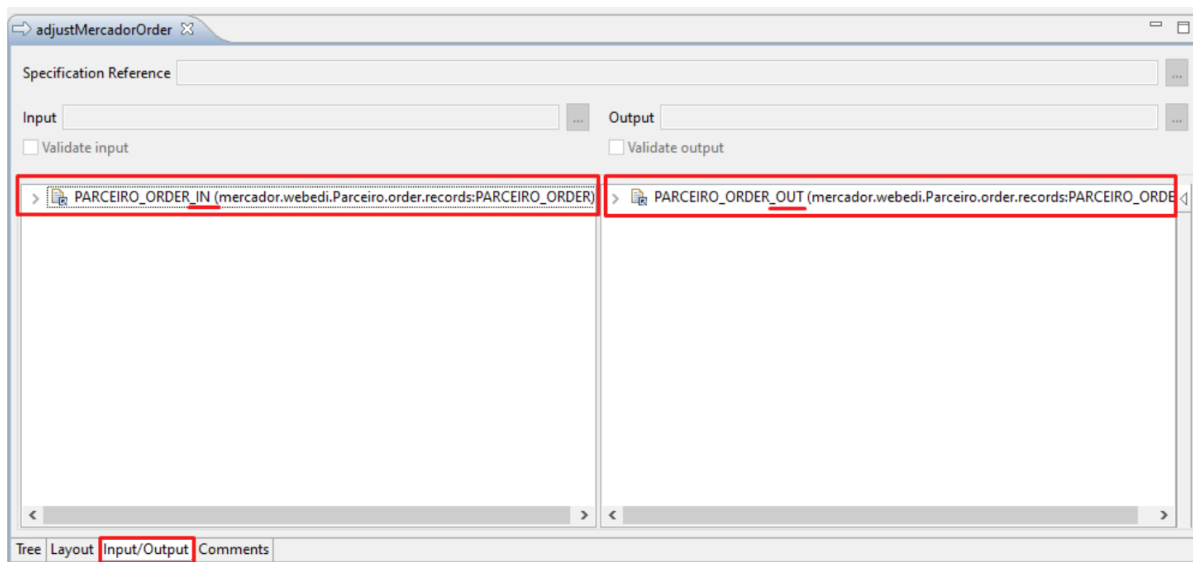 adjustMercadorOrder
Specification Reference
...
Input
...
Output
...
Validate input
Validate output
PARCEIRO_ORDER_IN (mercador.webedi.Parceiro.order.records:PARCEIRO_ORDER)
PARCEIRO_ORDER_OUT (mercador.webedi.Parceiro.order.records:PARCEIRO_ORDE
Tree Layout Input/Output Comments